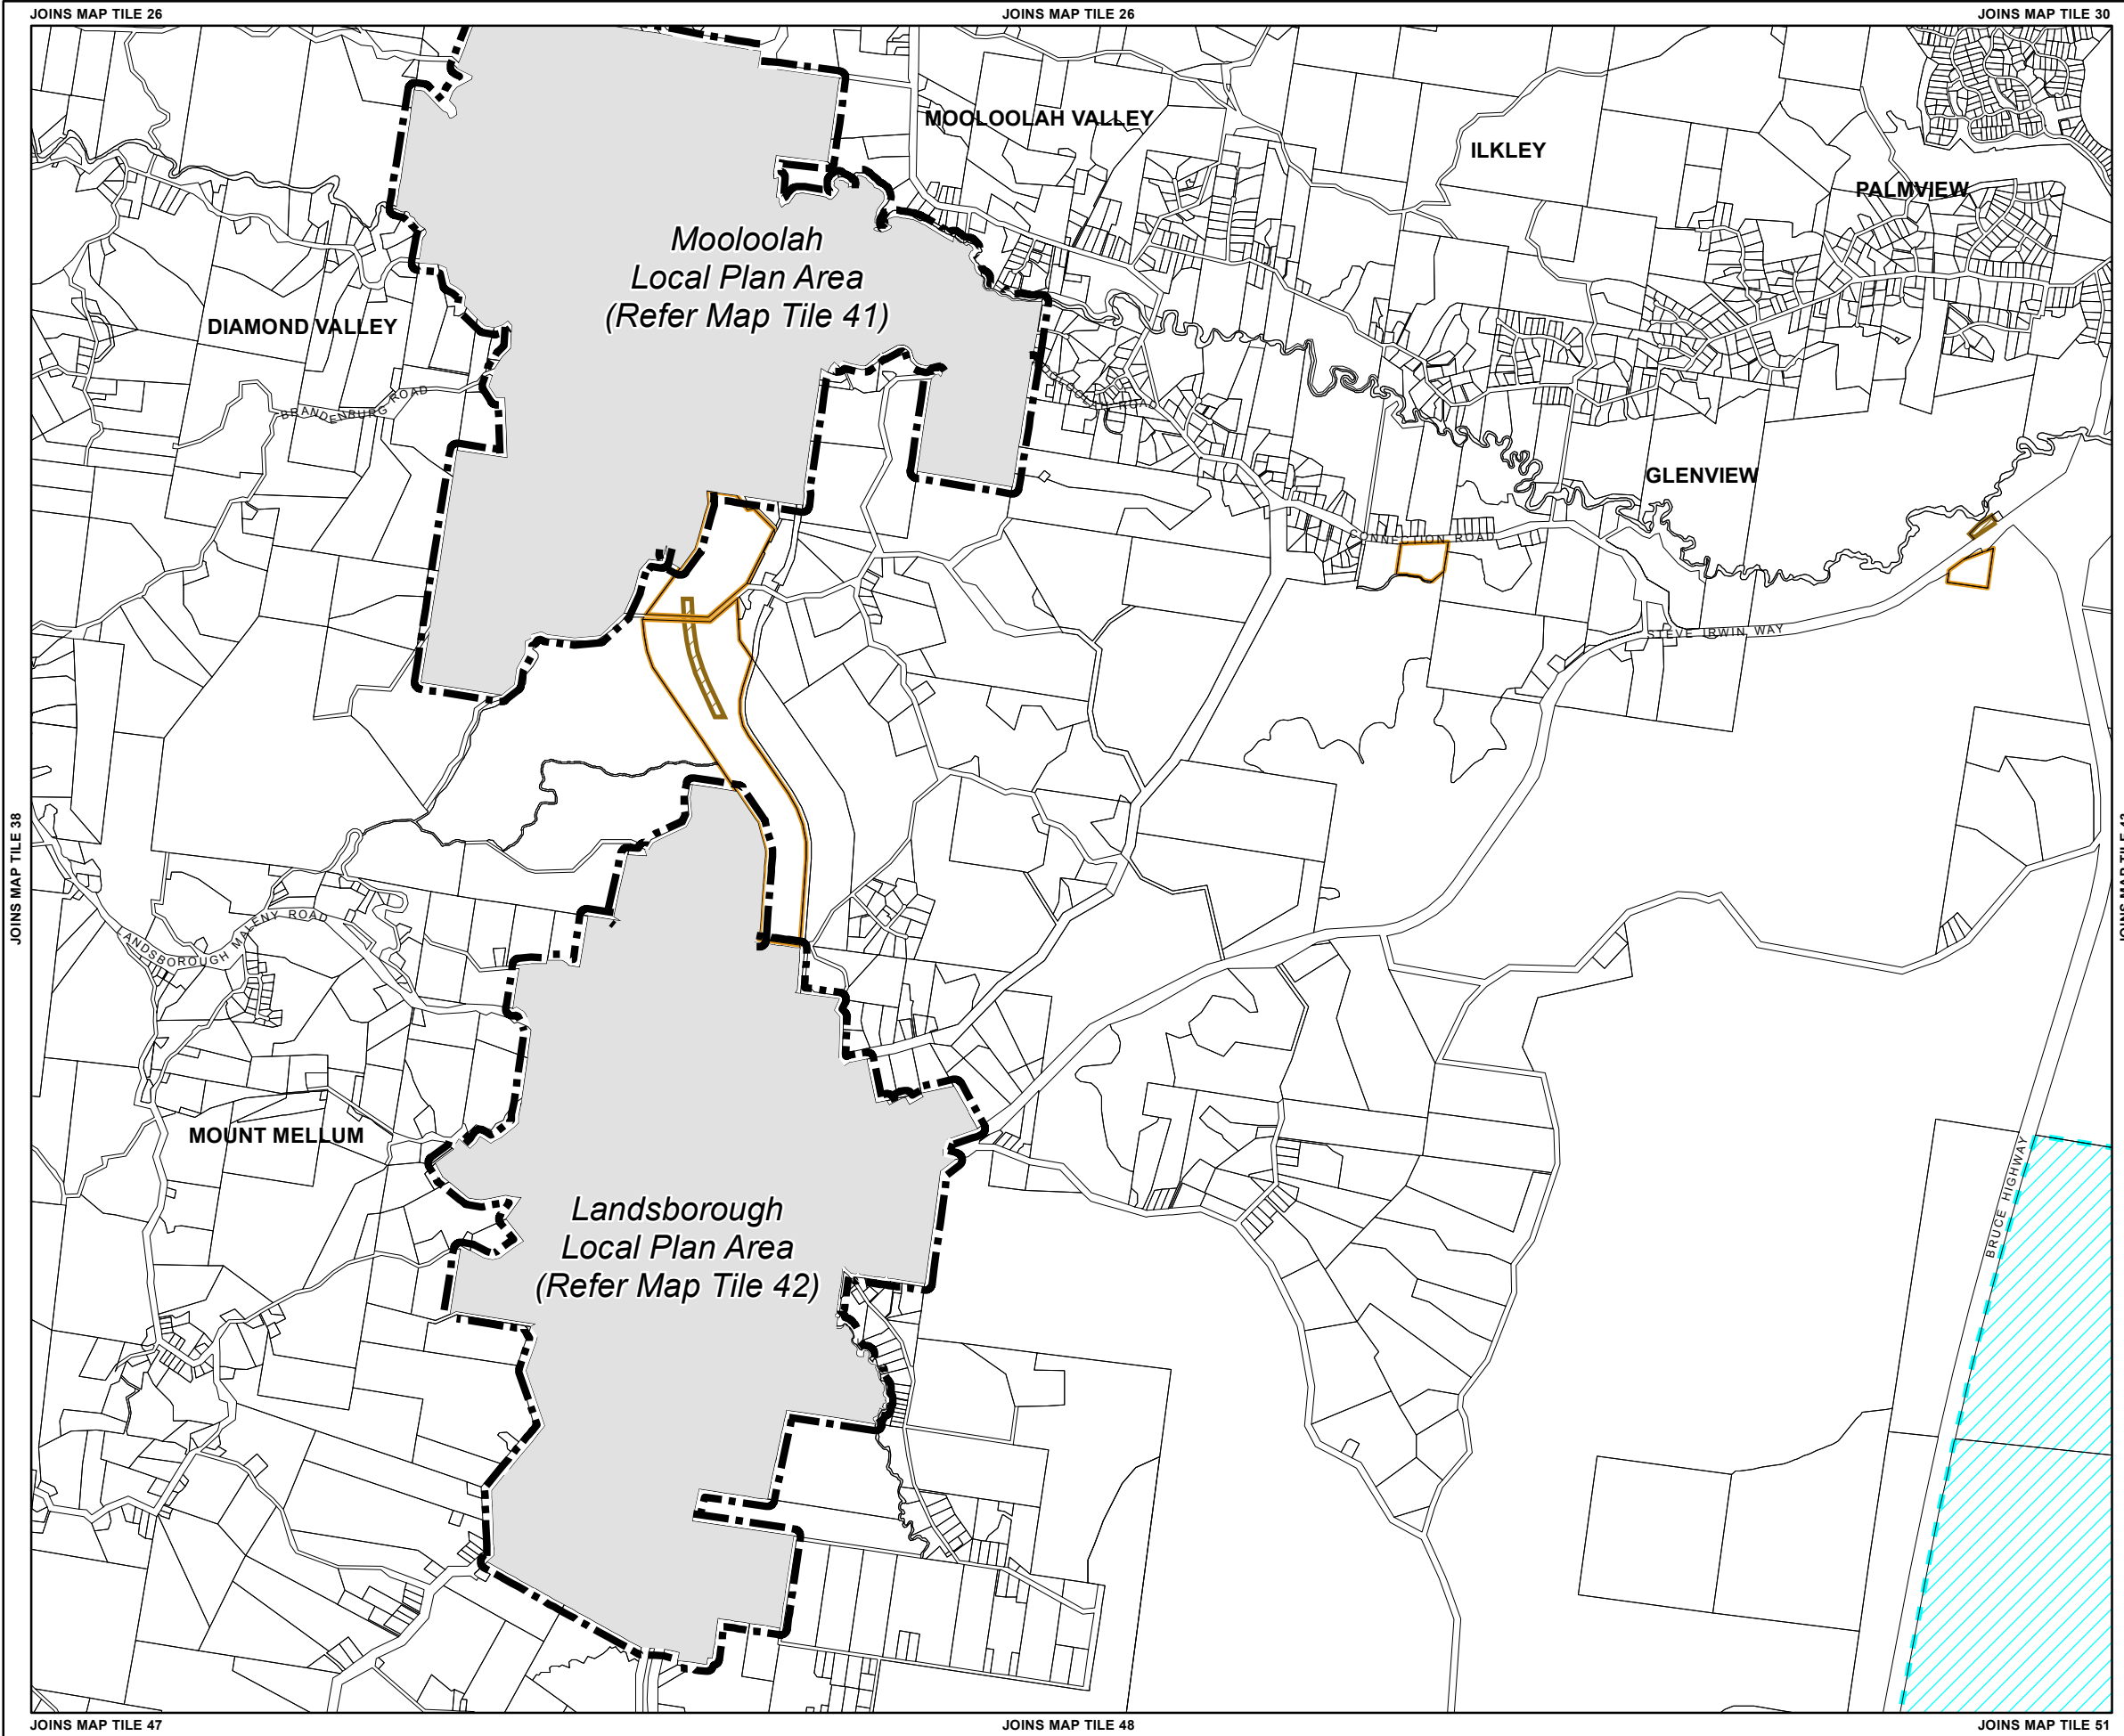 JOINS MAP TILE 26
JOINS MAP TILE 26
JOINS MAP TILE 30
MOOLOOLAH VALLEY
ILKLEY
PALMVIEW
Mooloolah
Local Plan Area
(Refer Map Tile 41)
DIAMOND VALLEY
BRANDENBURG ROAD
ROAD
GLENVIEW
CONNECTION ROAD
STEVE IRWIN WAY
JOINS MAP TILE 38
LANDSBOROUGH MALENY ROAD
MOUNT MELLUM
BRUCE HIGHWAY
Landsborough
Local Plan Area
(Refer Map Tile 42)
JOINS MAP TILE 47
JOINS MAP TILE 48
JOINS MAP TILE 51